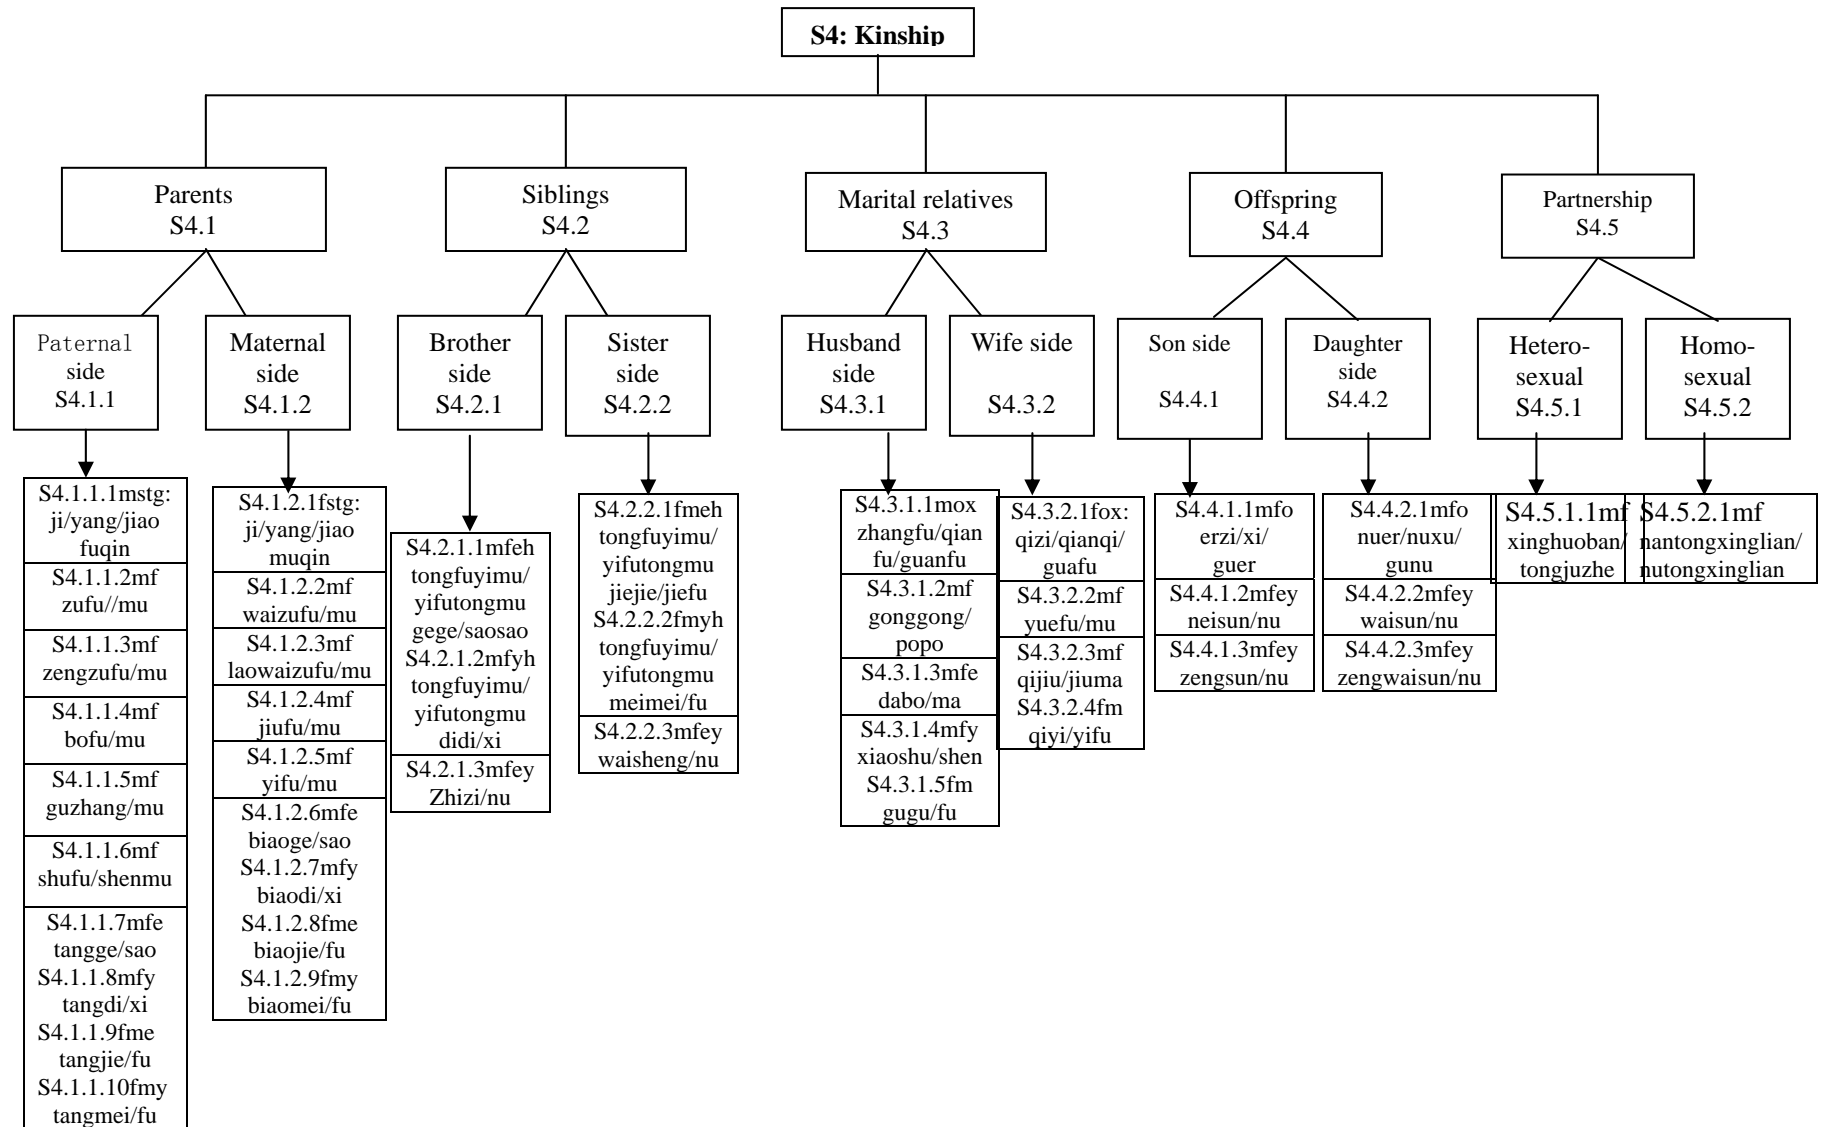 S4: Kinship
Parents
S4.1
Siblings
S4.2
Marital relatives
S4.3
Offspring
S4.4
Partnership
S4.5
Paternal
side
S4.1.1
Maternal
side
S4.1.2
Brother
side
S4.2.1
Sister
side
S4.2.2
Husband
side
S4.3.1
Wife side
S4.3.2
Son side
S4.4.1
Daughter
side
S4.4.2
Hetero-
sexual
S4.5.1
Homo-
sexual
S4.5.2
S4.1.1.1mstg:
ji/yang/jiao
fuqin
S4.1.1.2mf
zufu//mu
S4.1.1.3mf
zengzufu/mu
S4.1.1.4mf
bofu/mu
S4.1.1.5mf
guzhang/mu
S4.1.1.6mf
shufu/shenmu
S4.1.1.7mfe
tangge/sao
S4.1.1.8mfy
tangdi/xi
S4.1.1.9fme
tangjie/fu
S4.1.1.10fmy
tangmei/fu
S4.1.2.1fstg:
ji/yang/jiao
muqin
S4.1.2.2mf
waizufu/mu
S4.1.2.3mf
laowaizufu/mu
S4.1.2.4mf
jiufu/mu
S4.1.2.5mf
yifu/mu
S4.1.2.6mfe
biaoge/sao
S4.1.2.7mfy
biaodi/xi
S4.1.2.8fme
biaojie/fu
S4.1.2.9fmy
biaomei/fu
S4.2.1.1mfeh
tongfuyimu/
yifutongmu
gege/saosao
S4.2.1.2mfyh
tongfuyimu/
yifutongmu
didi/xi
S4.2.1.3mfey
Zhizi/nu
S4.2.2.1fmeh
tongfuyimu/
yifutongmu
jiejie/jiefu
S4.2.2.2fmyh
tongfuyimu/
yifutongmu
meimei/fu
S4.2.2.3mfey
waisheng/nu
S4.3.1.1mox
zhangfu/qian
fu/guanfu
S4.3.1.2mf
gonggong/
popo
S4.3.1.3mfe
dabo/ma
S4.3.1.4mfy
xiaoshu/shen
S4.3.1.5fm
gugu/fu
S4.3.2.1fox:
qizi/qianqi/
guafu
S4.3.2.2mf
yuefu/mu
S4.3.2.3mf
qijiu/jiuma
S4.3.2.4fm
qiyi/yifu
S4.4.1.1mfo
erzi/xi/
guer
S4.4.1.2mfey
neisun/nu
S4.4.1.3mfey
zengsun/nu
S4.4.2.1mfo
nuer/nuxu/
gunu
S4.4.2.2mfey
waisun/nu
S4.4.2.3mfey
zengwaisun/nu
S4.5.1.1mf
xinghuoban/
tongjuzhe
S4.5.2.1mf
nantongxinglian/
nutongxinglian